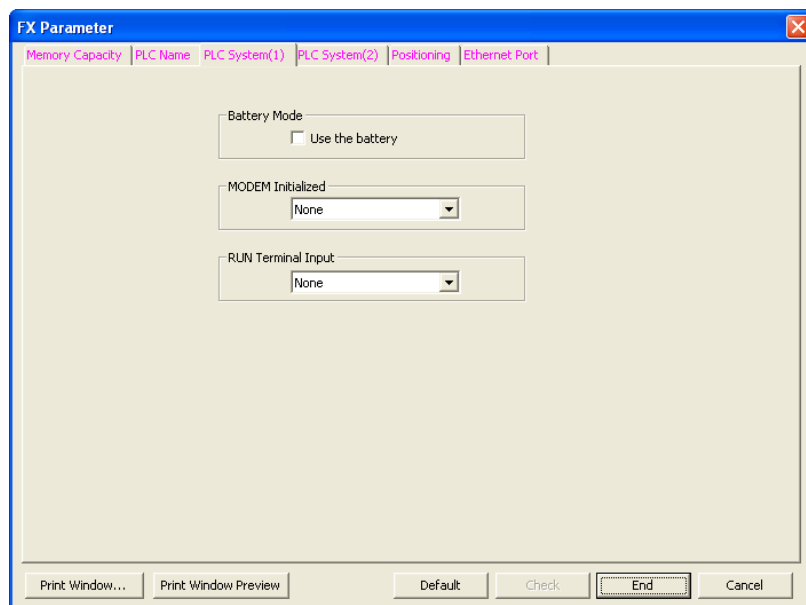 FX Parameter
Memory Capacity PLC Name PLC System(1) PLC System(2) Positioning Ethernet Port
Battery Mode
Use the battery
MODEM Initialized
None
RUN Terminal Input
None
Print Window... Print Window Preview Default Check End Cancel